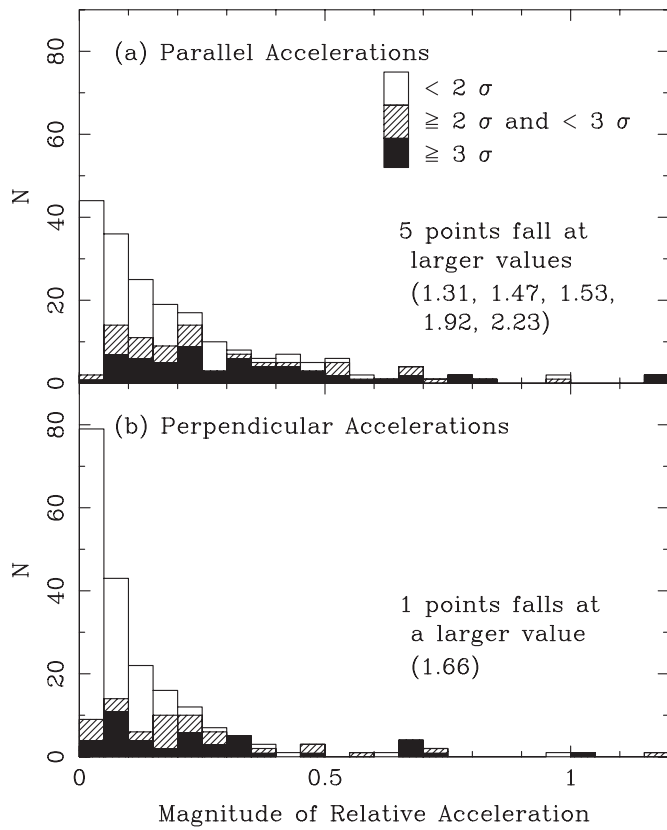 80
60
40
20
0
N
(a) Parallel Accelerations
< 2 σ
≧ 2 σ and < 3 σ
≧ 3 σ
5 points fall at
larger values
(1.31, 1.47, 1.53,
1.92, 2.23)
80
60
40
20
0
N
(b) Perpendicular Accelerations
1 points falls at
a larger value
(1.66)
0 0.5 1
Magnitude of Relative Acceleration